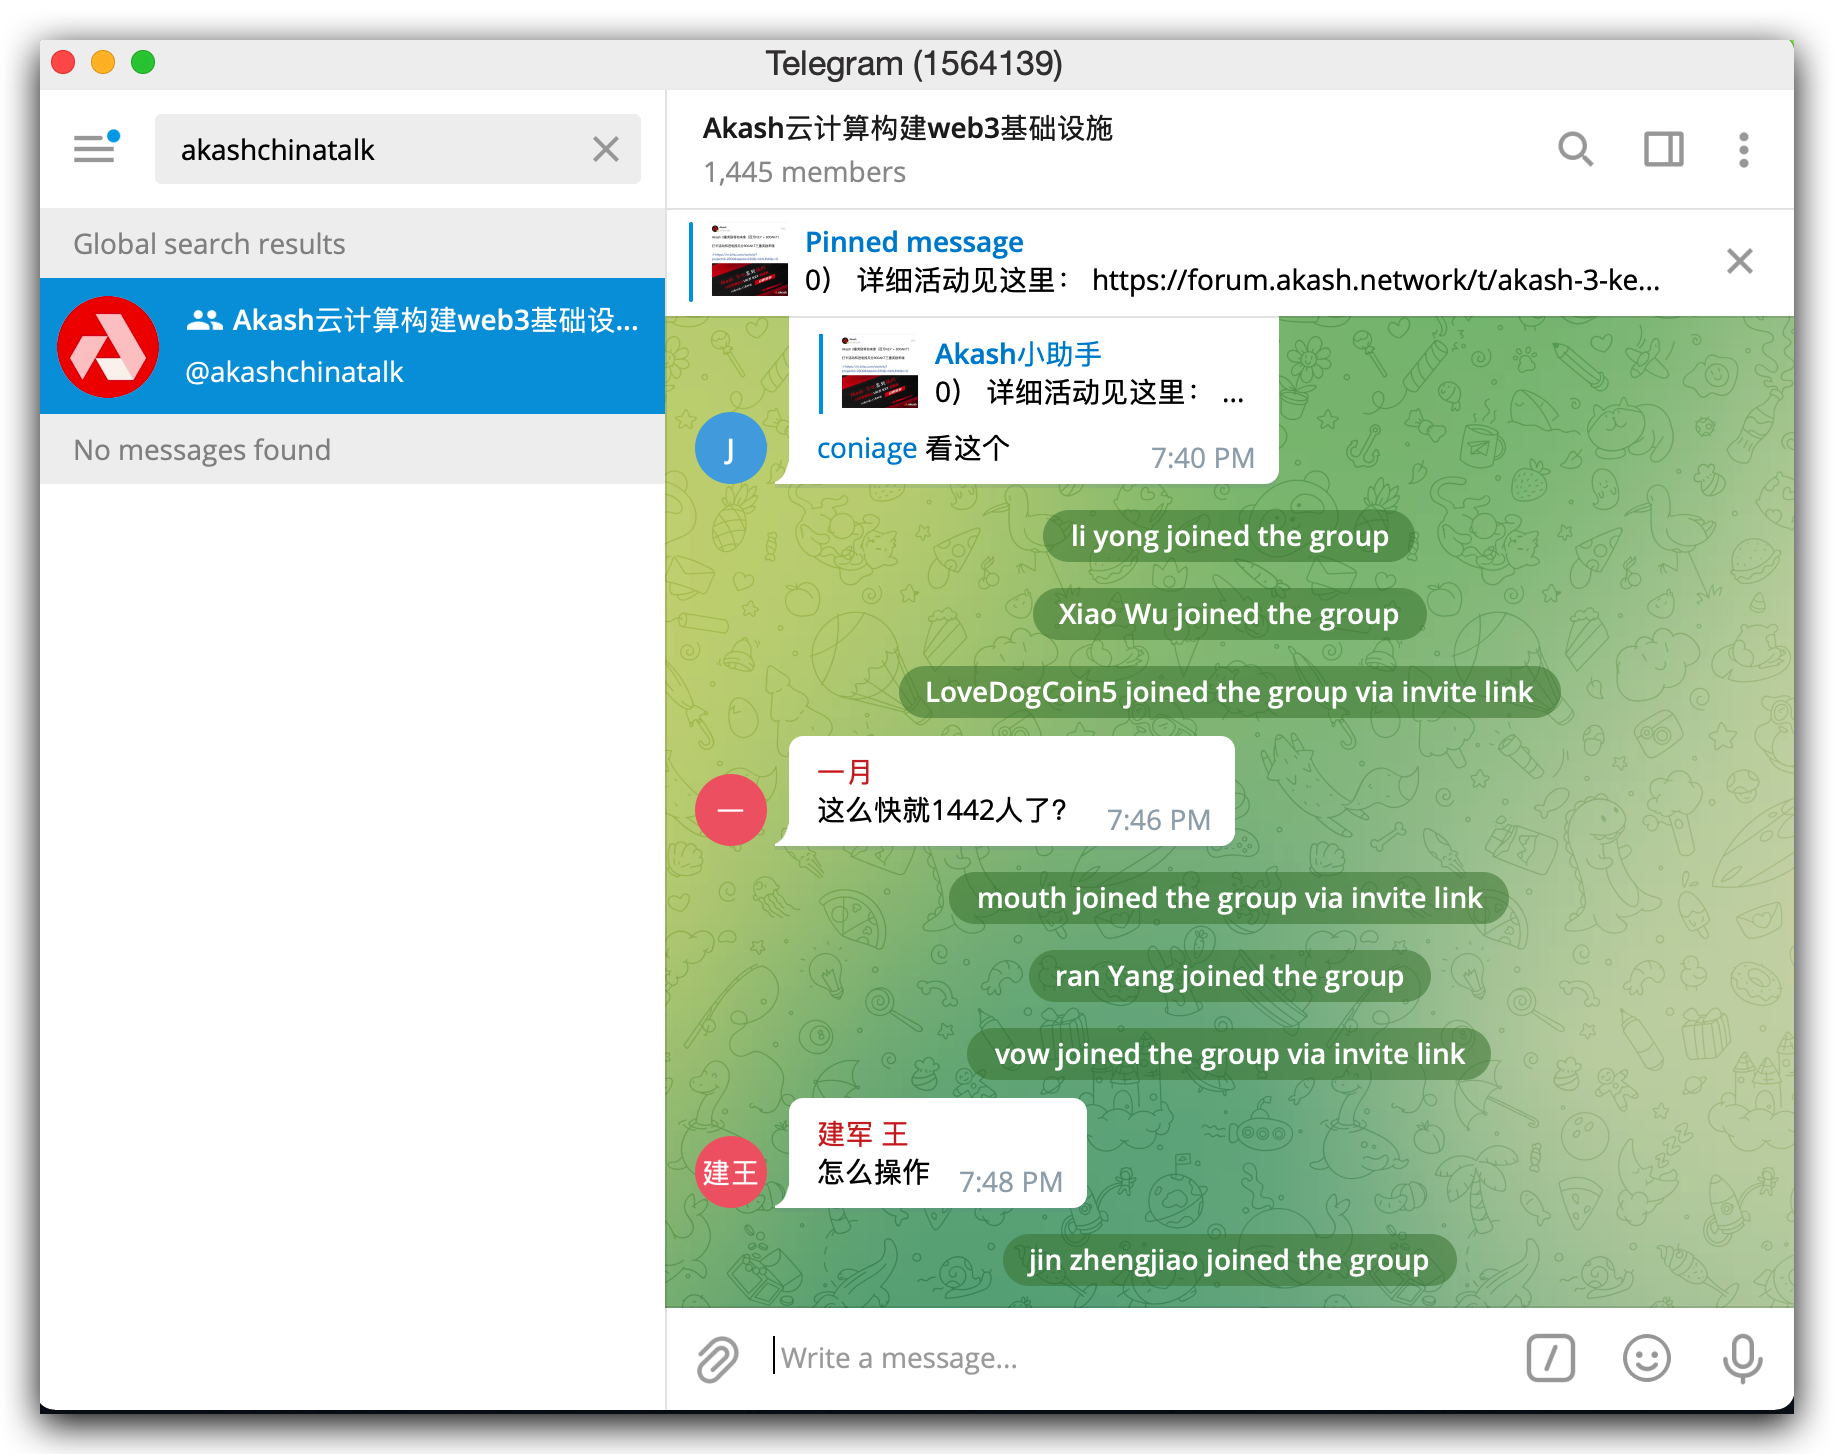 Telegram (1564139)
akashchinatalk
Global search results
Akash云计算构建web3基础设...
@akashchinatalk
No messages found
Akash云计算构建web3基础设施
1,445 members
Pinned message
0） 详细活动见这里： https://forum.akash.network/t/akash-3-ke...
Akash小助手
0） 详细活动见这里： ...
J
coniage 看这个 7:40 PM
li yong joined the group
Xiao Wu joined the group
LoveDogCoin5 joined the group via invite link
一月
一
这么快就1442人了？ 7:46 PM
mouth joined the group via invite link
ran Yang joined the group
vow joined the group via invite link
建军 王
建王
怎么操作 7:48 PM
jin zhengjiao joined the group
Write a message...